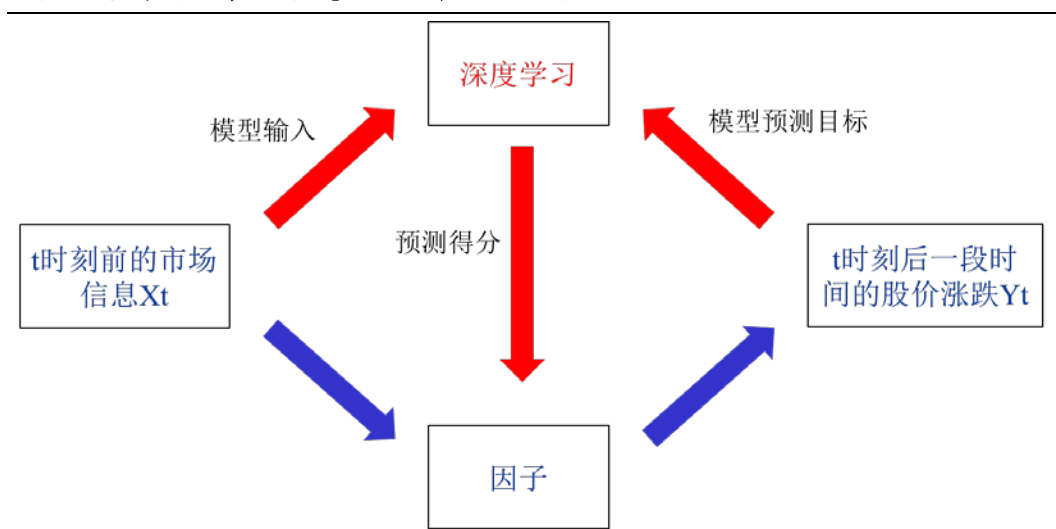 深度学习
模型输入
模型预测目标
预测得分
t时刻前的市场
信息Xt
t时刻后一段时
间的股价涨跌Yt
因子